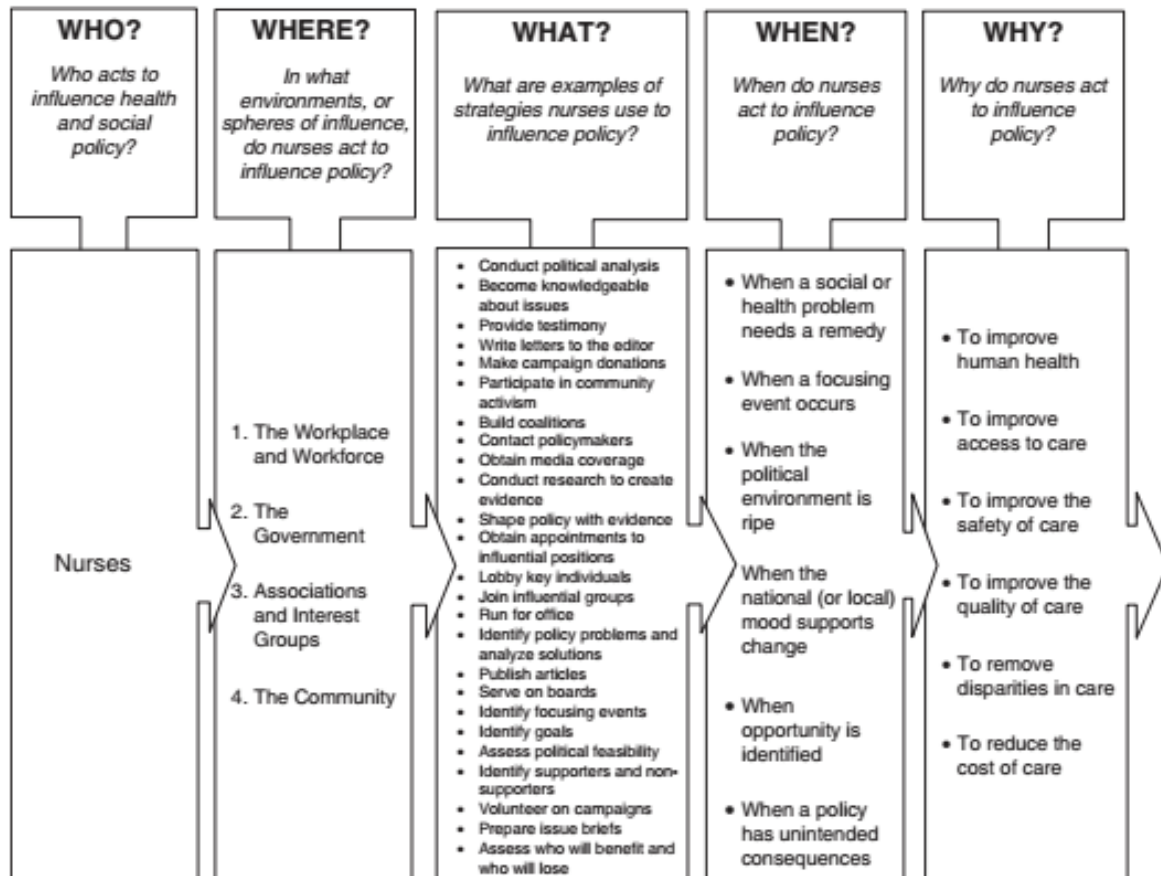 WHO?
Who acts to
influence health
and social
policy?
WHERE?
In what
environments, or
spheres of influence,
do nurses act to
influence policy?
WHAT?
What are examples of
strategies nurses use to
influence policy?
WHEN?
When do nurses
act to influence
policy?
WHY?
Why do nurses act
to influence
policy?
Nurses
1. The Workplace
and Workforce
2. The
Government
3. Associations
and Interest
Groups
4. The Community
• Conduct political analysis
• Become knowledgeable
about issues
• Provide testimony
• Write letters to the editor
• Make campaign donations
• Participate in community
activism
• Build coalitions
• Contact policymakers
• Obtain media coverage
• Conduct research to create
evidence
• Shape policy with evidence
• Obtain appointments to
influential positions
• Lobby key individuals
• Join influential groups
• Run for office
• Identify policy problems and
analyze solutions
• Publish articles
• Serve on boards
• Identify focusing events
• Identify goals
• Assess political feasibility
• Identify supporters and non-
supporters
• Volunteer on campaigns
• Prepare issue briefs
• Assess who will benefit and
who will lose
• When a social or
health problem
needs a remedy
• When a focusing
event occurs
• When the
political
environment is
ripe
When the
national (or local)
mood supports
change
• When
opportunity is
identified
• When a policy
has unintended
consequences
• To improve
human health
• To improve
access to care
• To improve the
safety of care
• To improve the
quality of care
• To remove
disparities in care
• To reduce the
cost of care